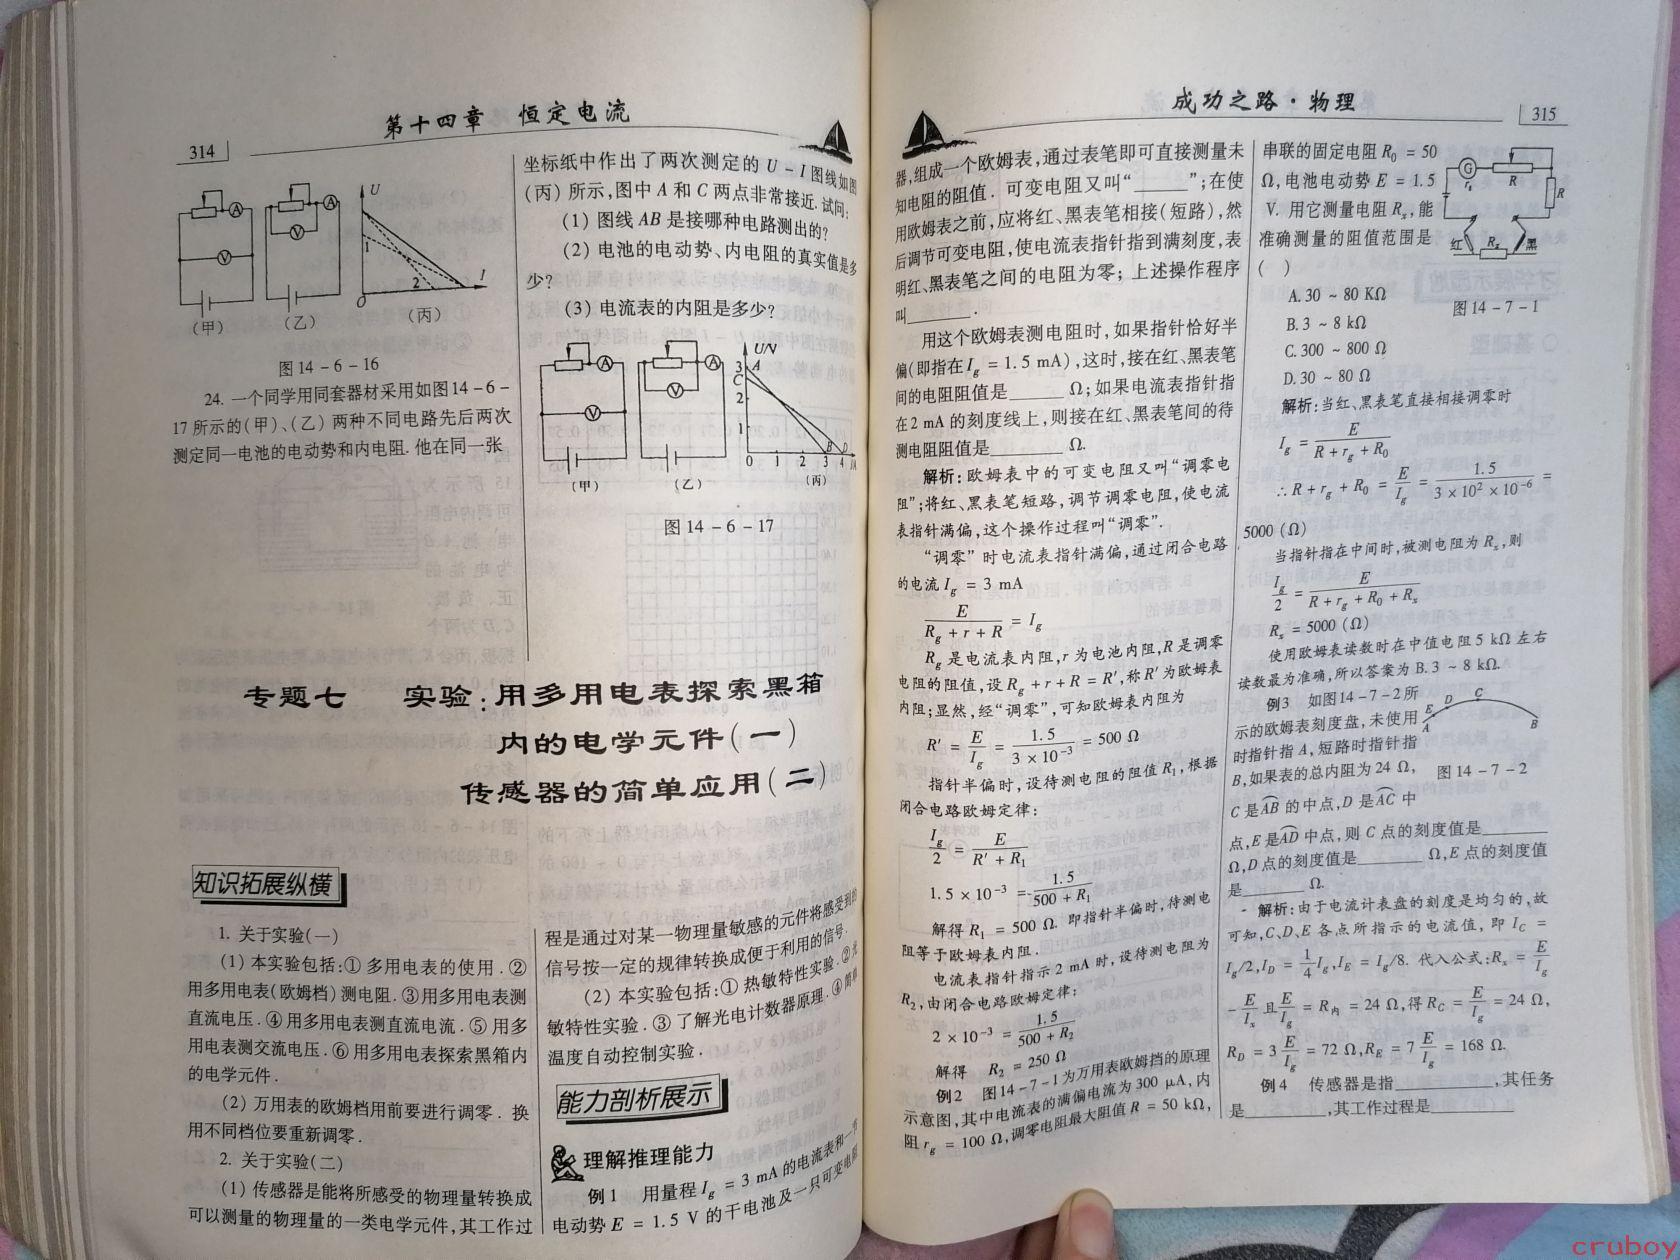 314
第十四章 恒定电流
U
I
1
2
O
(甲)
(乙)
(丙)
图 14 - 6 - 16
24. 一个同学用同套器材采用如图 14 - 6 -
17 所示的(甲)、(乙) 两种不同电路先后两次
测定同一电池的电动势和内电阻. 他在同一张
坐标纸中作出了两次测定的 U - I 图线如图
(丙) 所示,图中 A 和 C 两点非常接近. 试问:
(1) 图线 AB 是接哪种电路测出的?
(2) 电池的电动势、内电阻的真实值是多
少?
(3) 电流表的内阻是多少?
U/V
3 A
C
2
1
B D
0 1 2 3 4
(甲)
(乙)
(丙)
图 14 - 6 - 17
专题七 实验:用多用电表探索黑箱
内的电学元件(一)
传感器的简单应用(二)
知识拓展纵横
1. 关于实验(一)
(1) 本实验包括:① 多用电表的使用. ②
用多用电表(欧姆档) 测电阻. ③ 用多用电表测
直流电压. ④ 用多用电表测直流电流. ⑤ 用多
用电表测交流电压. ⑥ 用多用电表探索黑箱内
的电学元件.
(2) 万用表的欧姆档用前要进行调零. 换
用不同档位要重新调零.
2. 关于实验(二)
(1) 传感器是能将所感受的物理量转换成
可以测量的物理量的一类电学元件,其工作过
程是通过对某一物理量敏感的元件将感受到的
信号按一定的规律转换成便于利用的信号.
(2) 本实验包括:① 热敏特性实验. ② 光
敏特性实验. ③ 了解光电计数器原理. ④ 简单
温度自动控制实验.
能力剖析展示
理解推理能力
例 1 用量程 Ig = 3 mA 的电流表和一节
电动势 E = 1.5 V 的干电池及一只可变电阻
成功之路·物理
315
器,组成一个欧姆表,通过表笔即可直接测量未
知电阻的阻值. 可变电阻又叫“______”;在使
用欧姆表之前,应将红、黑表笔相接(短路),然
后调节可变电阻,使电流表指针指到满刻度,表
明红、黑表笔之间的电阻为零; 上述操作程序
叫______.
用这个欧姆表测电阻时,如果指针恰好半
偏(即指在 Ig = 1.5 mA),这时,接在红、黑表笔
间的电阻阻值是______ Ω;如果电流表指针指
在 2 mA 的刻度线上,则接在红、黑表笔间的待
测电阻阻值是______ Ω.
解析: 欧姆表中的可变电阻又叫“调零电
阻”;将红、黑表笔短路,调节调零电阻,使电流
表指针满偏,这个操作过程叫“调零”.
“调零” 时电流表指针满偏,通过闭合电路
的电流 Ig = 3 mA
E/(Rg + r + R) = Ig
Rg 是电流表内阻,r 为电池内阻,R 是调零
电阻的阻值,设 Rg + r + R = R′,称 R′ 为欧姆表
内阻;显然,经“调零”,可知欧姆表内阻为
R′ = E/Ig = 1.5/(3 × 10⁻³) = 500 Ω
指针半偏时,设待测电阻的阻值 R₁,根据
闭合电路欧姆定律:
Ig/2 = E/(R′ + R₁)
1.5 × 10⁻³ = 1.5/(500 + R₁)
解得 R₁ = 500 Ω. 即指针半偏时,待测电
阻等于欧姆表内阻.
电流表指针指示 2 mA 时,设待测电阻为
R₂,由闭合电路欧姆定律:
2 × 10⁻³ = 1.5/(500 + R₂)
解得 R₂ = 250 Ω
例 2 图 14 - 7 - 1 为万用表欧姆挡的原理
示意图,其中电流表的满偏电流为 300 μA,内
阻 rg = 100 Ω,调零电阻最大阻值 R = 50 kΩ,
串联的固定电阻 R₀ = 50
Ω,电池电动势 E = 1.5
V. 用它测量电阻 Rx,能
准确测量的阻值范围是
( )
A. 30 ~ 80 KΩ
B. 3 ~ 8 kΩ
C. 300 ~ 800 Ω
D. 30 ~ 80 Ω
G
rg
R
R
红
Rx
黑
图 14 - 7 - 1
解析:当红、黑表笔直接相接调零时
Ig = E/(R + rg + R₀)
∴ R + rg + R₀ = E/Ig = 1.5/(3 × 10² × 10⁻⁶) =
5000 (Ω)
当指针指在中间时,被测电阻为 Rx,则
Ig/2 = E/(R + rg + R₀ + Rx)
Rx = 5000 (Ω)
使用欧姆表读数时在中值电阻 5 kΩ 左右
读数最为准确,所以答案为 B. 3 ~ 8 kΩ.
例 3 如图 14 - 7 - 2 所
示的欧姆表刻度盘,未使用
时指针指 A,短路时指针指
B,如果表的总内阻为 24 Ω,
C 是 AB 的中点,D 是 AC 中
A
E
D
C
B
图 14 - 7 - 2
点,E 是 AD 中点,则 C 点的刻度值是______
Ω,D 点的刻度值是______ Ω,E 点的刻度值
是______ Ω.
解析:由于电流计表盘的刻度是均匀的,故
可知,C、D、E 各点所指示的电流值,即 IC =
Ig/2,ID = 1/4 Ig,IE = Ig/8. 代入公式:Rx = E/Ig
- E/Ix 且 E/Ig = R内 = 24 Ω,得 RC = E/Ig = 24 Ω,
RD = 3 E/Ig = 72 Ω,RE = 7 E/Ig = 168 Ω.
例 4 传感器是指______,其任务
是______,其工作过程是______
cruboy